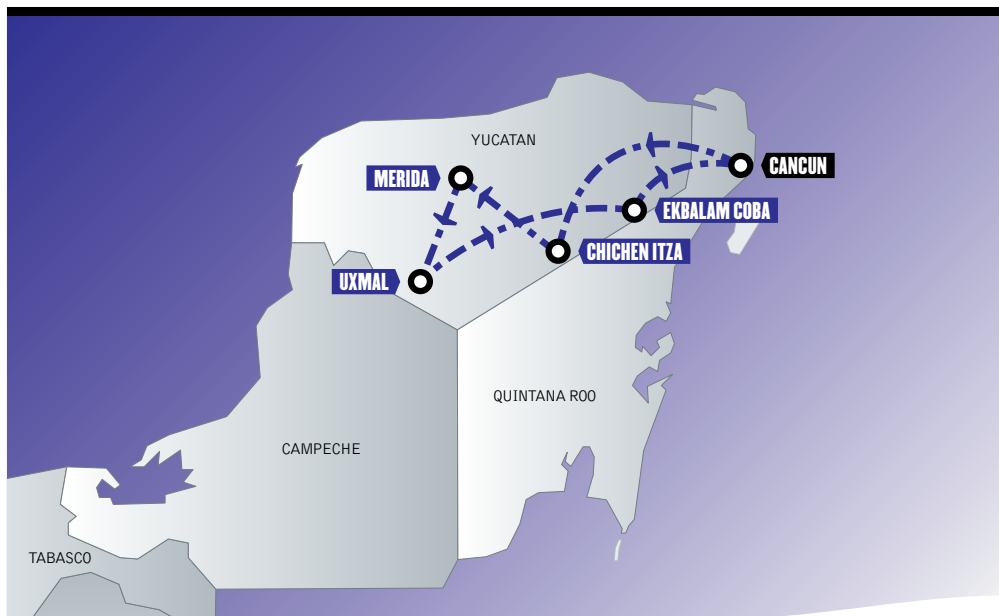 YUCATAN
CANCUN
MERIDA
EKBALAM COBA
CHICHEN ITZA
UXMAL
QUINTANA ROO
CAMPECHE
TABASCO